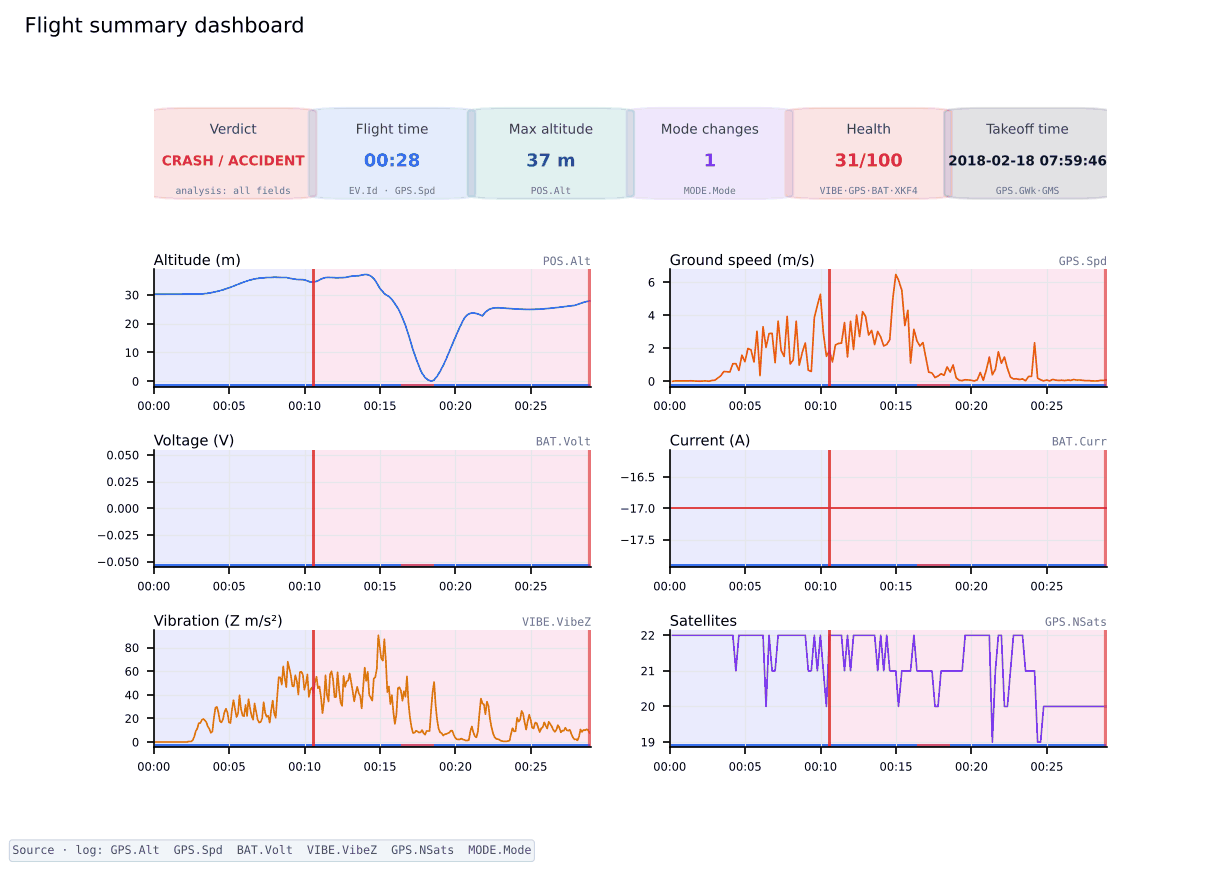 Flight summary dashboard
Verdict
CRASH / ACCIDENT
analysis: all fields
Flight time
00:28
EV.Id · GPS.Spd
Max altitude
37 m
POS.Alt
Mode changes
1
MODE.Mode
Health
31/100
VIBE·GPS·BAT·XKF4
Takeoff time
2018-02-18 07:59:46
GPS.GWk·GMS
Altitude (m) POS.Alt
30
20
10
0
00:00 00:05 00:10 00:15 00:20 00:25
Ground speed (m/s) GPS.Spd
6
4
2
0
00:00 00:05 00:10 00:15 00:20 00:25
Voltage (V) BAT.Volt
0.050
0.025
0.000
−0.025
−0.050
00:00 00:05 00:10 00:15 00:20 00:25
Current (A) BAT.Curr
−16.5
−17.0
−17.5
00:00 00:05 00:10 00:15 00:20 00:25
Vibration (Z m/s²) VIBE.VibeZ
80
60
40
20
0
00:00 00:05 00:10 00:15 00:20 00:25
Satellites GPS.NSats
22
21
20
19
00:00 00:05 00:10 00:15 00:20 00:25
Source · log: GPS.Alt GPS.Spd BAT.Volt VIBE.VibeZ GPS.NSats MODE.Mode